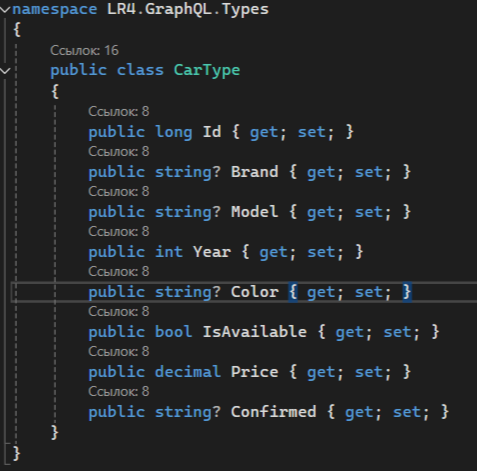 namespace LR4.GraphQL.Types
{
Ссылок: 16
public class CarType
{
Ссылок: 8
public long Id { get; set; }
Ссылок: 8
public string? Brand { get; set; }
Ссылок: 8
public string? Model { get; set; }
Ссылок: 8
public int Year { get; set; }
Ссылок: 8
public string? Color { get; set; }
Ссылок: 8
public bool IsAvailable { get; set; }
Ссылок: 8
public decimal Price { get; set; }
Ссылок: 8
public string? Confirmed { get; set; }
}
}